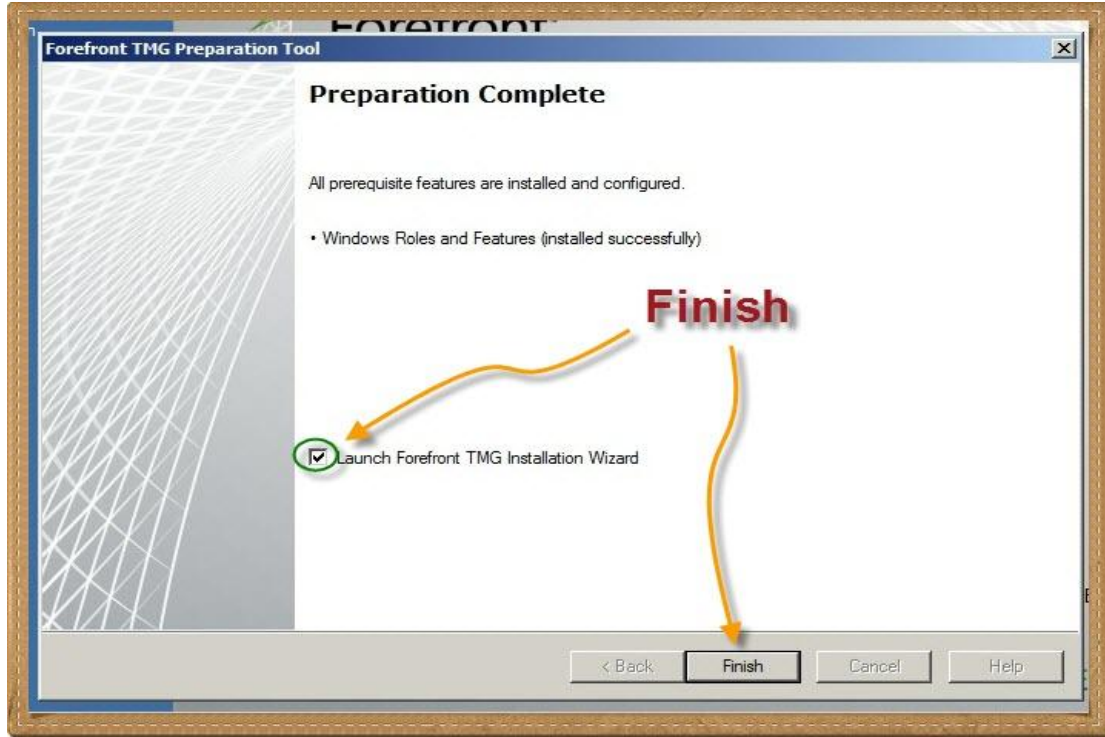 Forefront
Forefront TMG Preparation Tool
Preparation Complete
All prerequisite features are installed and configured.
• Windows Roles and Features (installed successfully)
Finish
Launch Forefront TMG Installation Wizard
< Back Finish Cancel Help